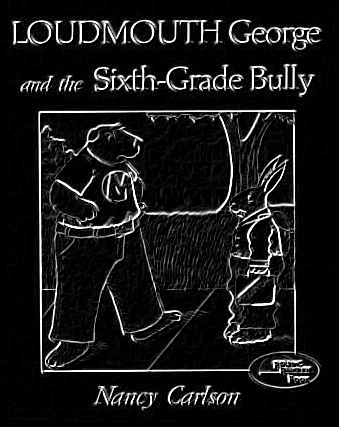 LOUDMOUTH George
and the Sixth-Grade Bully
M
Nancy Carlson